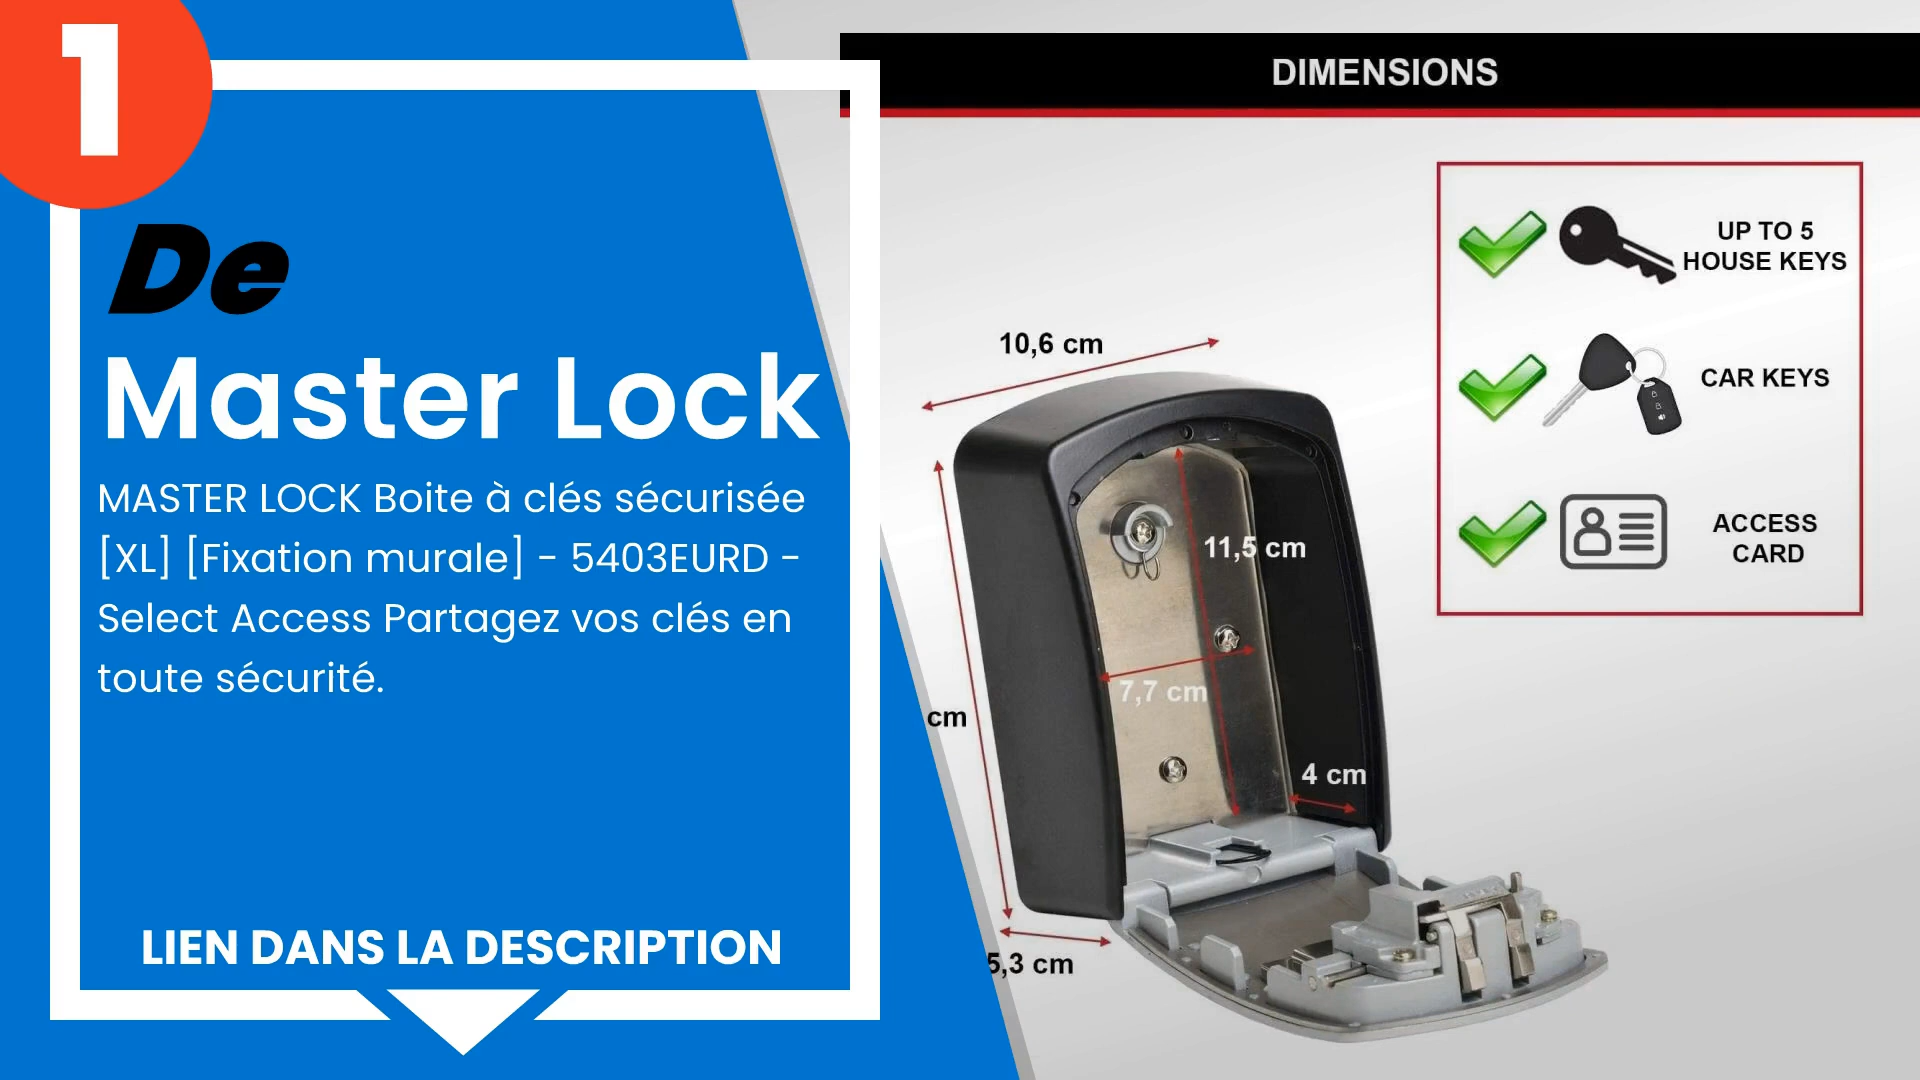 1
De
Master Lock
MASTER LOCK Boite à clés sécurisée
[XL] [Fixation murale] - 5403EURD -
Select Access Partagez vos clés en
toute sécurité.
LIEN DANS LA DESCRIPTION
DIMENSIONS
UP TO 5
HOUSE KEYS
CAR KEYS
ACCESS
CARD
10,6 cm
11,5 cm
7,7 cm
cm
4 cm
5,3 cm